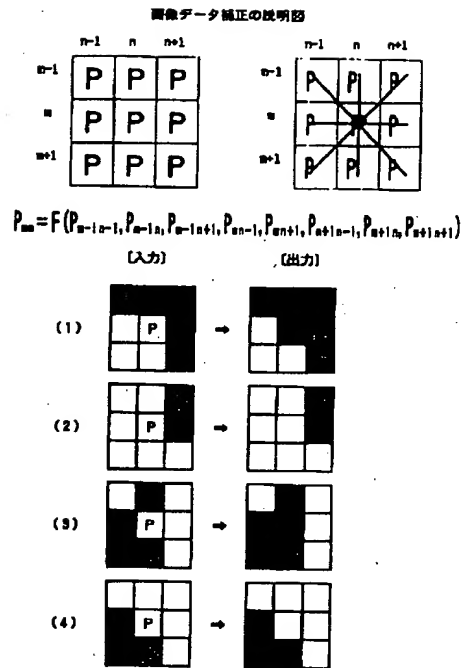 画像データ補正の説明図
n-1 n n+1 n-1 n n+1
m-1 P P P m-1 P P P
m P P P m P P
m+1 P P P m+1 P P P
Pmn=F(Pm-1n-1,Pm-1n,Pm-1n+1,Pmn-1,Pmn+1,Pm+1n-1,Pm+1n,Pm+1n+1)
[入力] [出力]
(1) P →
(2) P →
(3) P →
(4) P →